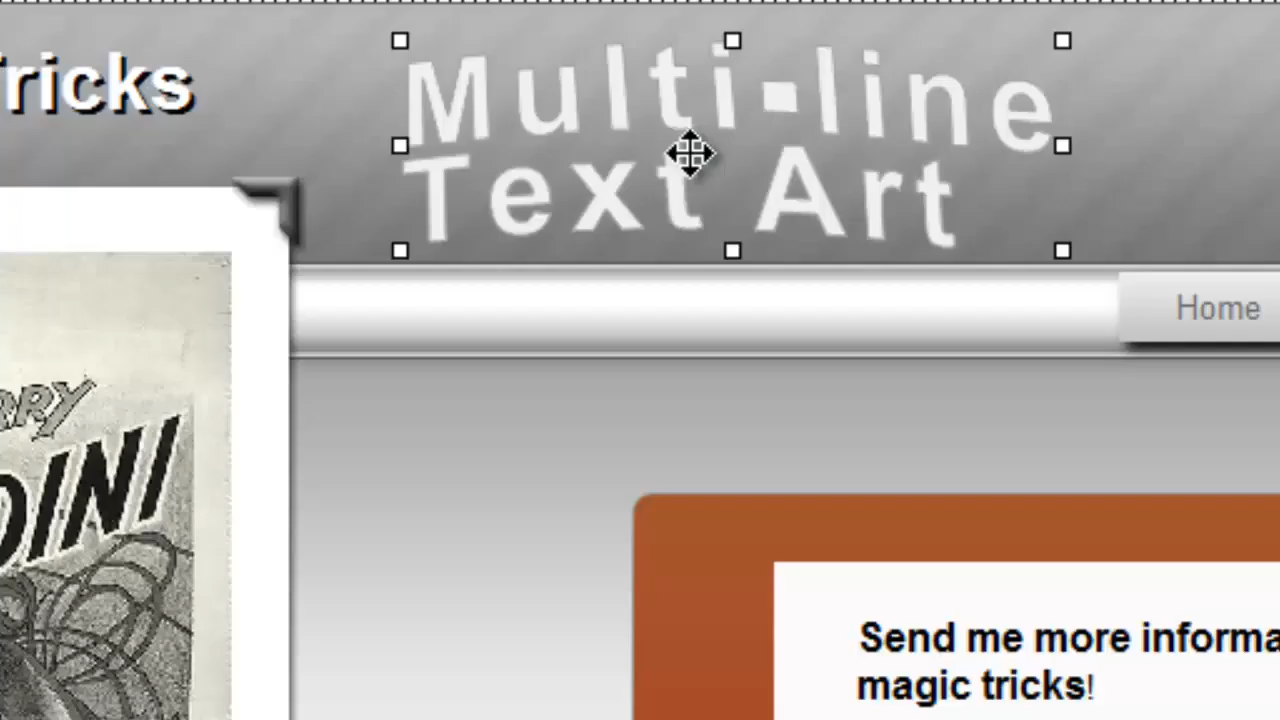 Tricks
Multi-line
Text Art
Home
Send me more informa
magic tricks!